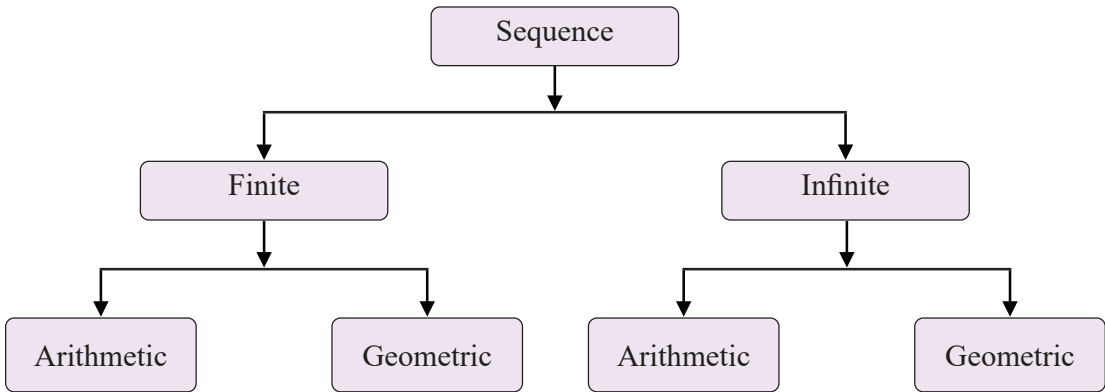 Sequence
Finite
Infinite
Arithmetic
Geometric
Arithmetic
Geometric